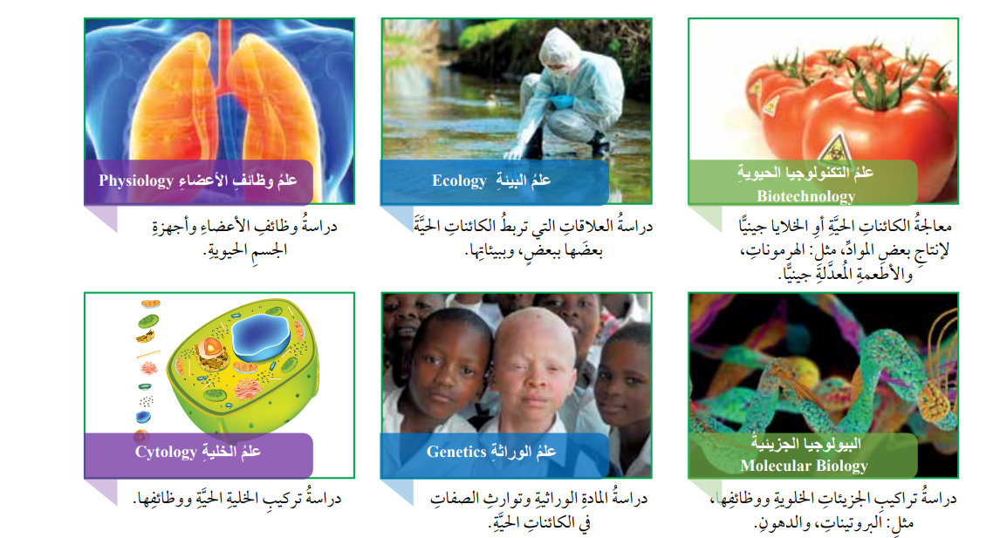 علمُ التكنولوجيا الحيويةِ
Biotechnology
معالجةُ الكائناتِ الحيَّةِ أوِ الخلايا جينيًّا
لإنتاجِ بعضِ الموادِّ، مثلِ: الهرموناتِ،
والأطعمةِ المُعدَّلةِ جينيًّا.
علمُ البيئةِ Ecology
دراسةُ العلاقاتِ التي تربطُ الكائناتِ الحيَّةَ
بعضَها ببعضٍ، وببيئاتِها.
علمُ وظائفِ الأعضاءِ Physiology
دراسةُ وظائفِ الأعضاءِ وأجهزةِ
الجسمِ الحيويةِ.
البيولوجيا الجزيئيةُ
Molecular Biology
دراسةُ تراكيبِ الجزيئاتِ الخلويةِ ووظائفِها،
مثلِ: البروتيناتِ، والدهونِ.
علمُ الوراثةِ Genetics
دراسةُ المادةِ الوراثيةِ وتوارثِ الصفاتِ
في الكائناتِ الحيَّةِ.
علمُ الخليةِ Cytology
دراسةُ تركيبِ الخليةِ الحيَّةِ ووظائفِها.